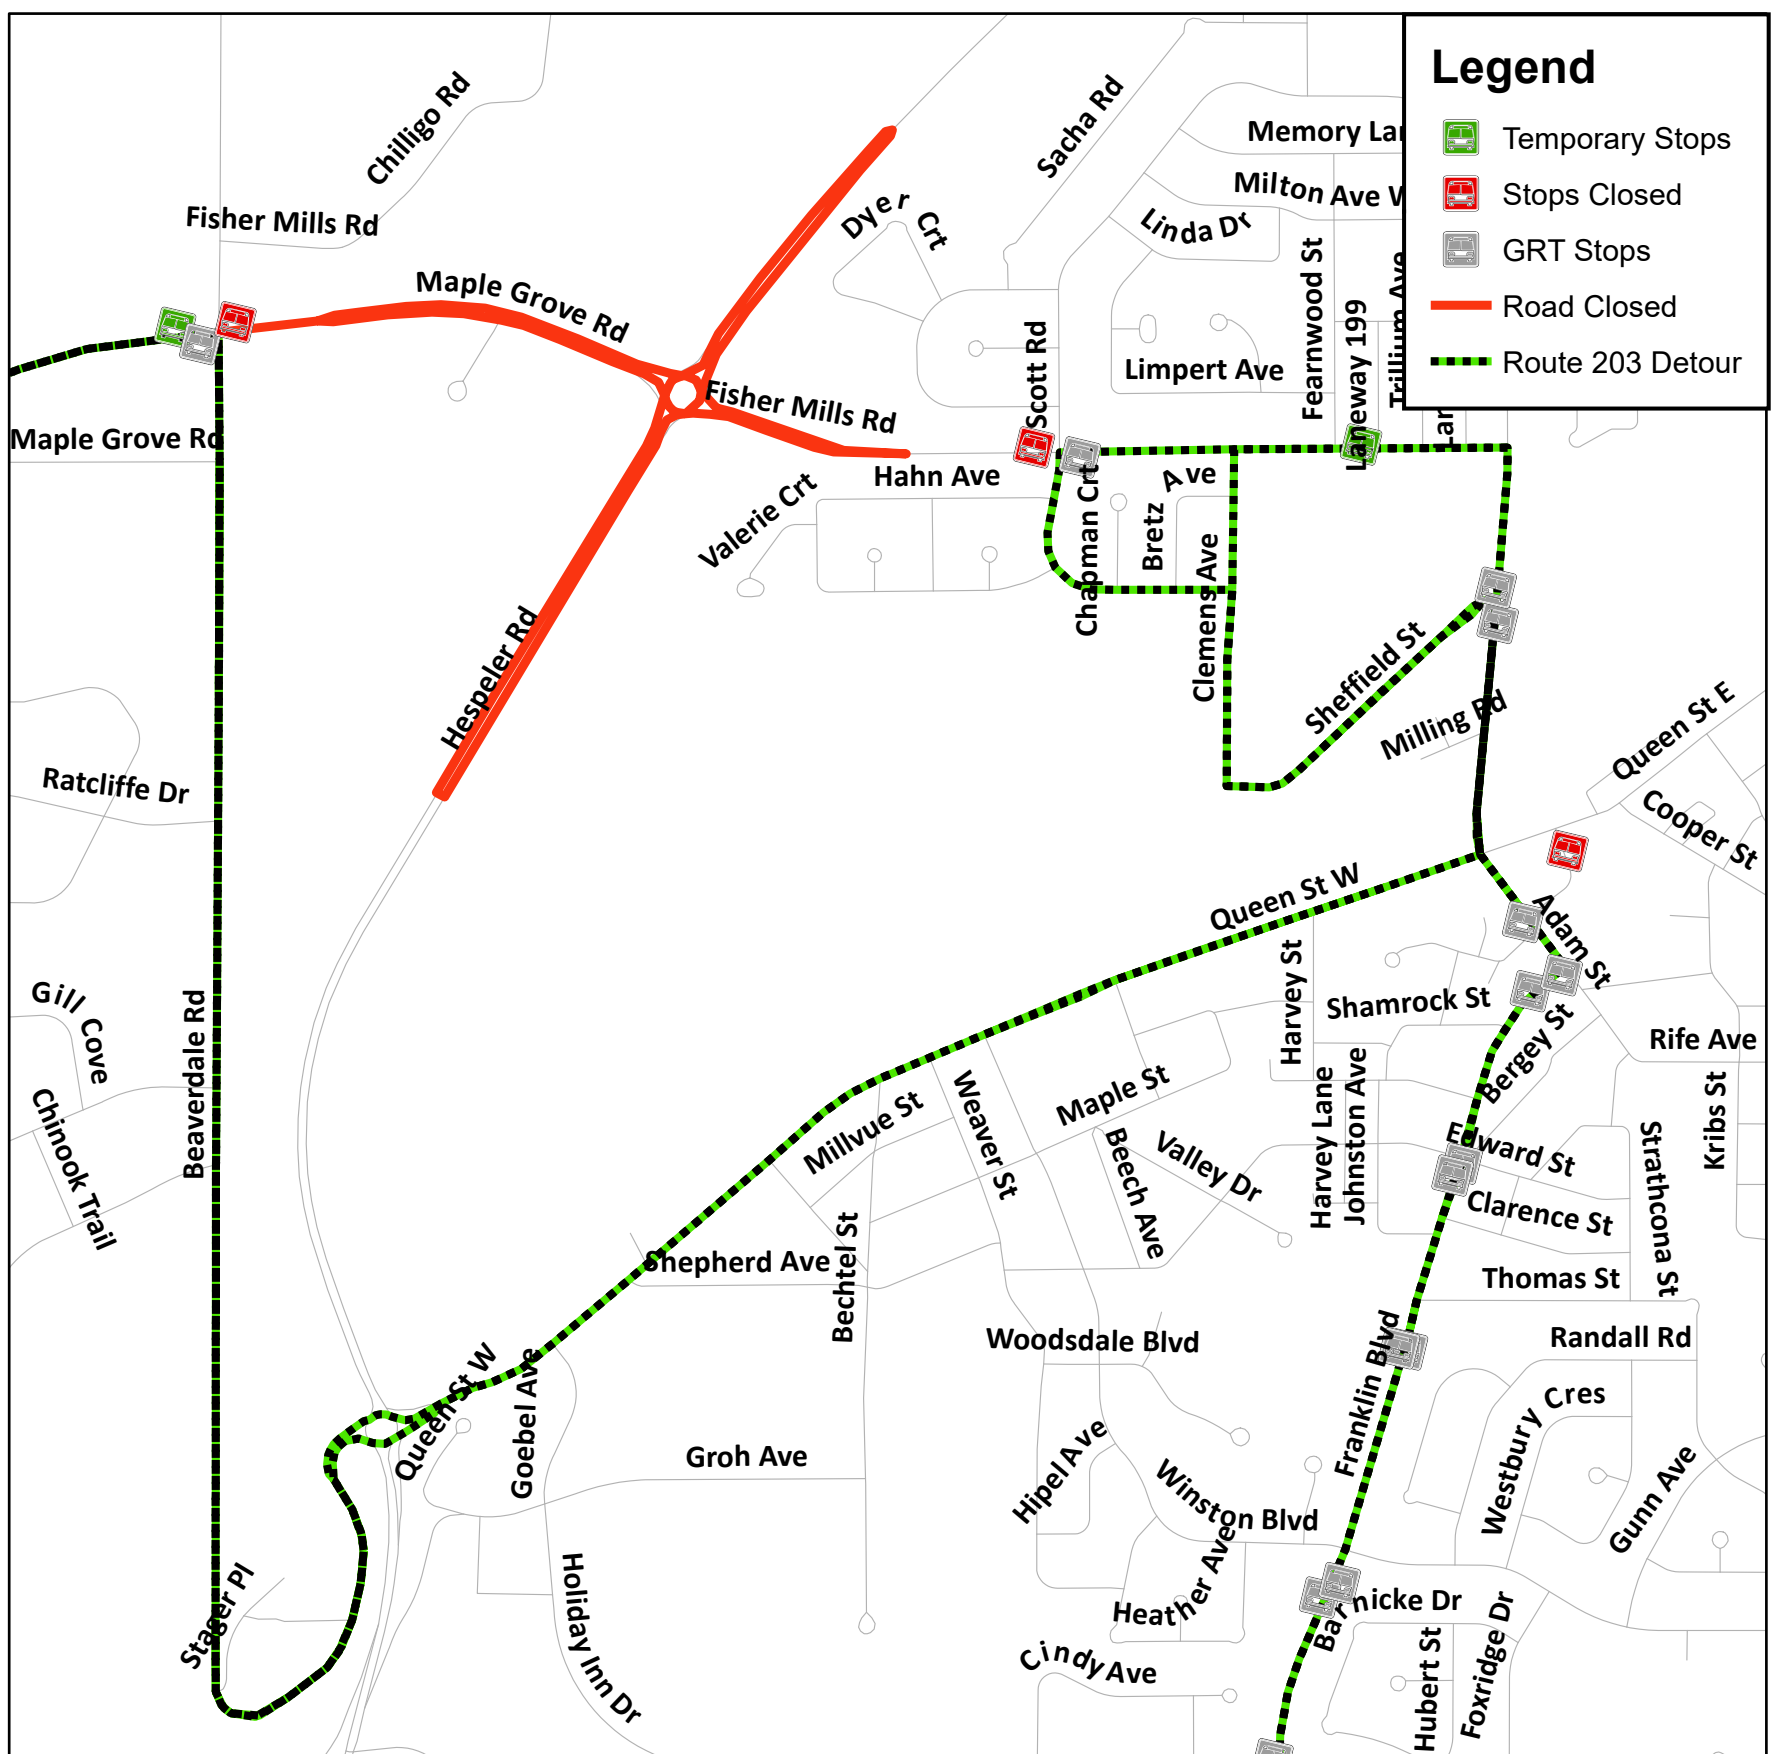 Legend
Temporary Stops
Stops Closed
GRT Stops
Road Closed
Route 203 Detour
Chilligo Rd
Sacha Rd
Memory Lan
Milton Ave W
Dyer Crt
Linda Dr
Fisher Mills Rd
Maple Grove Rd
Fearnwood St
Laneway 199
Trillium Ave
Scott Rd
Limpert Ave
Fisher Mills Rd
Maple Grove Rd
Lan
Hahn Ave
Valerie Crt
Chapman Crt
Bretz Ave
Clemens Ave
Hespeler Rd
Sheffield St
Milling Rd
Queen St E
Ratcliffe Dr
Cooper St
Queen St W
Adam St
Harvey St
Shamrock St
Gill Cove
Beaverdale Rd
Bergey St
Rife Ave
Chinook Trail
Millvue St
Weaver St
Maple St
Beech Ave
Valley Dr
Harvey Lane
Johnston Ave
Edward St
Clarence St
Strathcona St
Kribs St
Shepherd Ave
Bechtel St
Thomas St
Woodsdale Blvd
Randall Rd
Franklin Blvd
Queen St W
Goebel Ave
Groh Ave
Hipel Ave
Westbury Cres
Winston Blvd
Gunn Ave
Stager Pl
Holiday Inn Dr
Heather Ave
Barnicke Dr
Cindy Ave
Hubert St
Foxridge Dr